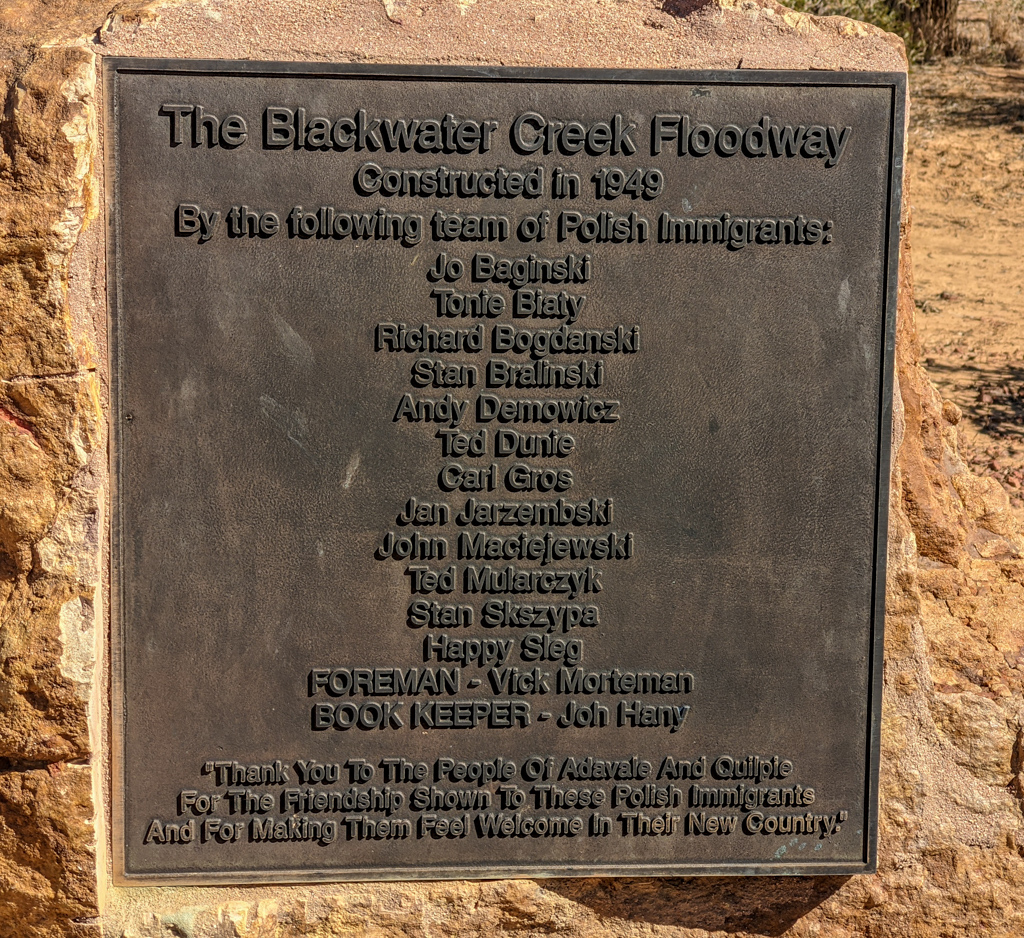 The Blackwater Creek Floodway
Constructed in 1949
By the following team of Polish Immigrants:
Jo Baginski
Tonie Biaty
Richard Bogdanski
Stan Bralinski
Andy Demowicz
Ted Dunie
Carl Gros
Jan Jarzembski
John Maciejewski
Ted Mularczyk
Stan Skszypa
Happy Sleg
FOREMAN - Vick Morteman
BOOK KEEPER - Joh Hany
"Thank You To The People Of Adavale And Quilpie
For The Friendship Shown To These Polish Immigrants
And For Making Them Feel Welcome In Their New Country."